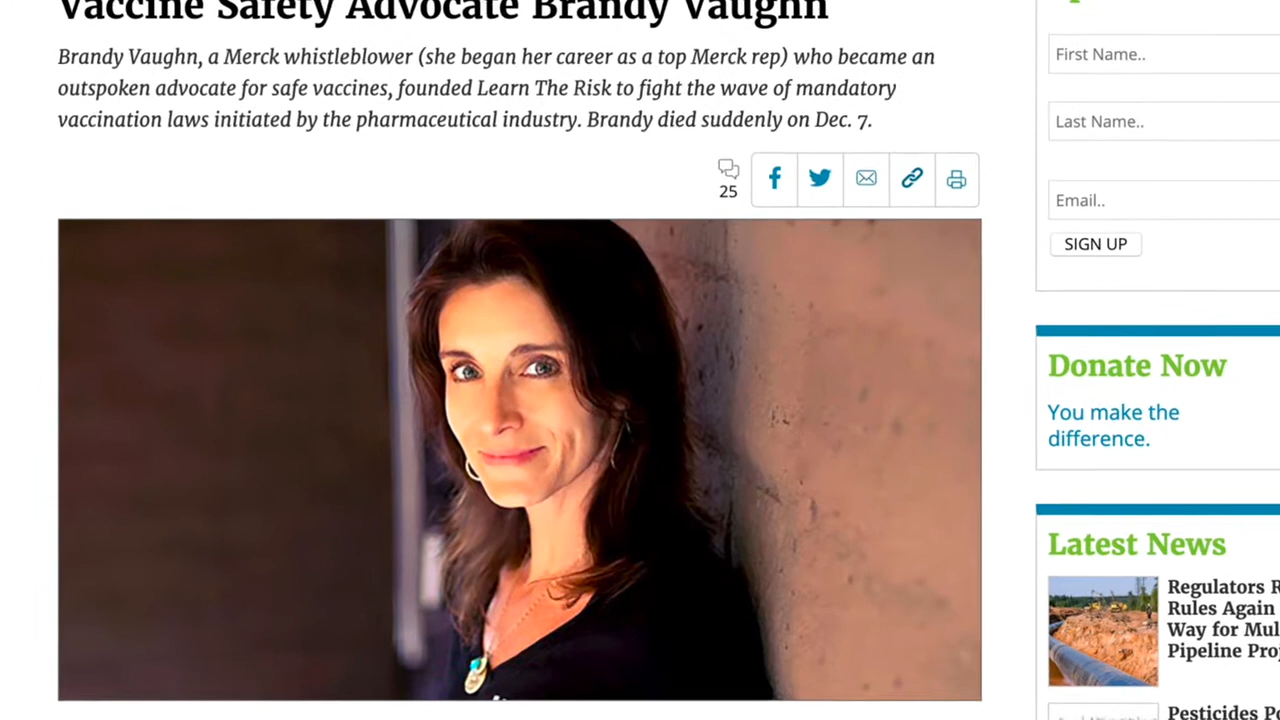 Vaccine Safety Advocate Brandy Vaughn
Brandy Vaughn, a Merck whistleblower (she began her career as a top Merck rep) who became an
outspoken advocate for safe vaccines, founded Learn The Risk to fight the wave of mandatory
vaccination laws initiated by the pharmaceutical industry. Brandy died suddenly on Dec. 7.
25
First Name..
Last Name..
Email..
SIGN UP
Donate Now
You make the
difference.
Latest News
Regulators R
Rules Again
Way for Mul
Pipeline Proj
Pesticides Po